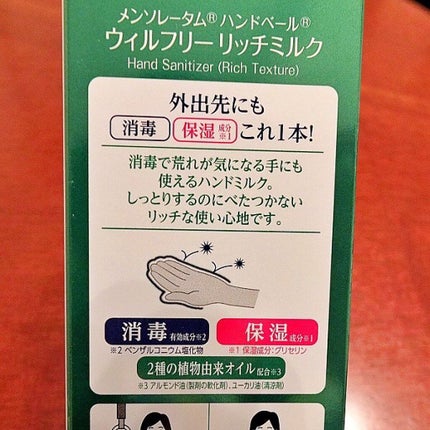 メンソレータム®ハンドベール®
ウィルフリー リッチミルク
Hand Sanitizer (Rich Texture)
外出先にも
消毒 保湿成分※1 これ1本!
消毒で荒れが気になる手にも
使えるハンドミルク。
しっとりするのにべたつかない
リッチな使い心地です。
消毒 有効成分※2 保湿 成分※1
※2 ベンザルコニウム塩化物 ※1 保湿成分:グリセリン
2種の植物由来オイル配合※3
※3 アルモンド油(製剤の軟化剤)、ユーカリ油(清涼剤)